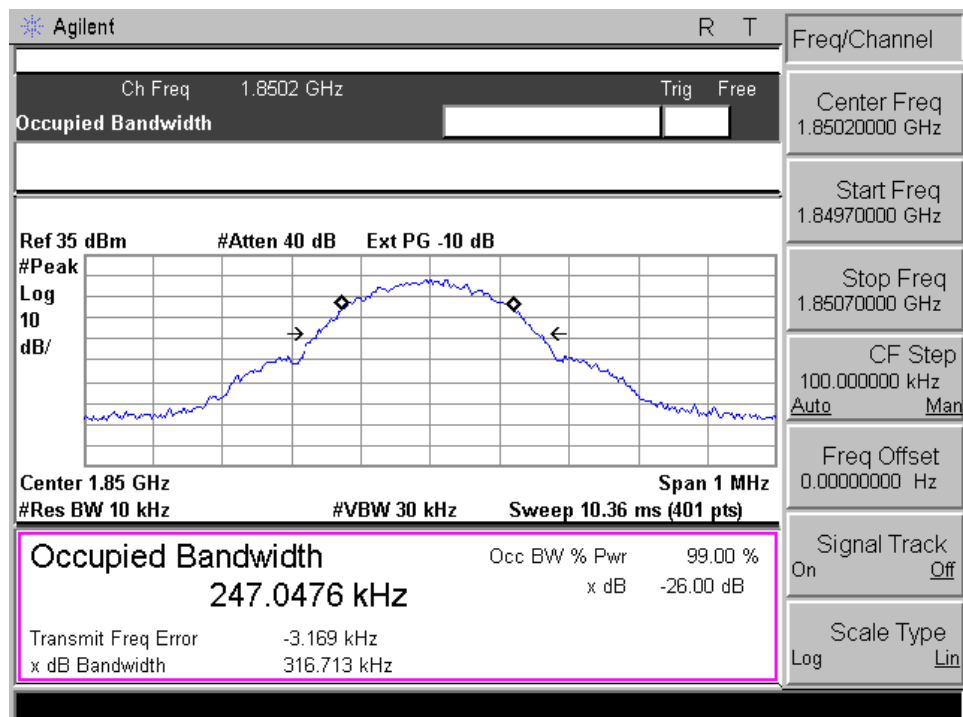 Agilent R T
Freq/Channel
Ch Freq 1.8502 GHz Trig Free
Occupied Bandwidth
Center Freq
1.85020000 GHz
Start Freq
1.84970000 GHz
Stop Freq
1.85070000 GHz
CF Step
100.000000 kHz
Auto Man
Freq Offset
0.00000000 Hz
Signal Track
On Off
Scale Type
Log Lin
Ref 35 dBm #Atten 40 dB Ext PG -10 dB
#Peak
Log
10
dB/
Center 1.85 GHz Span 1 MHz
#Res BW 10 kHz #VBW 30 kHz Sweep 10.36 ms (401 pts)
Occupied Bandwidth Occ BW % Pwr 99.00 %
247.0476 kHz x dB -26.00 dB
Transmit Freq Error -3.169 kHz
x dB Bandwidth 316.713 kHz